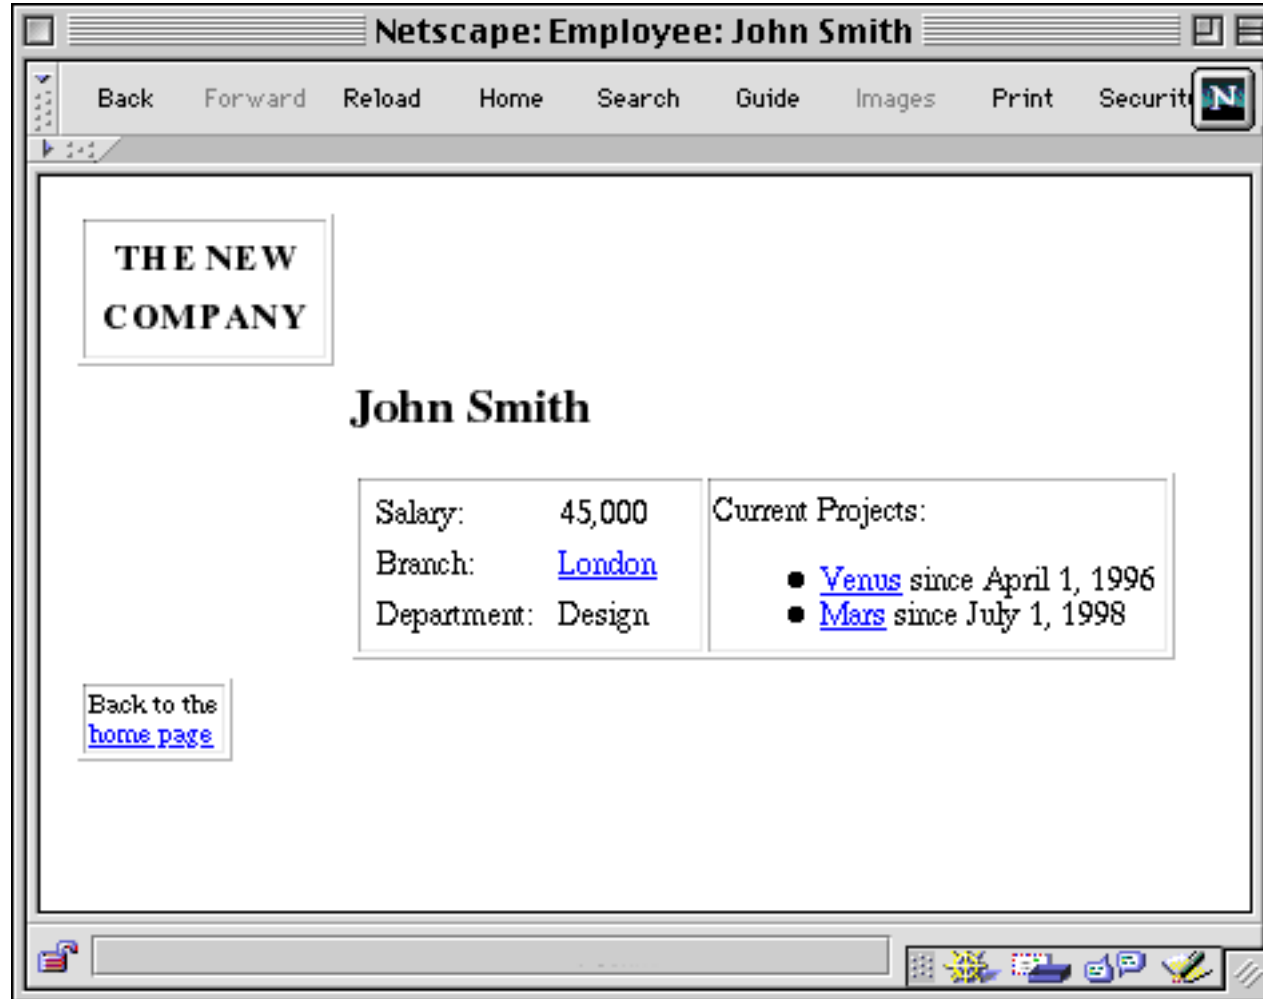 Netscape: Employee: John Smith
Back Forward Reload Home Search Guide Images Print Securit
N
THE NEW
COMPANY
John Smith
Salary: 45,000
Branch: London
Department: Design
Current Projects:
Venus since April 1, 1996
Mars since July 1, 1998
Back to the
home page